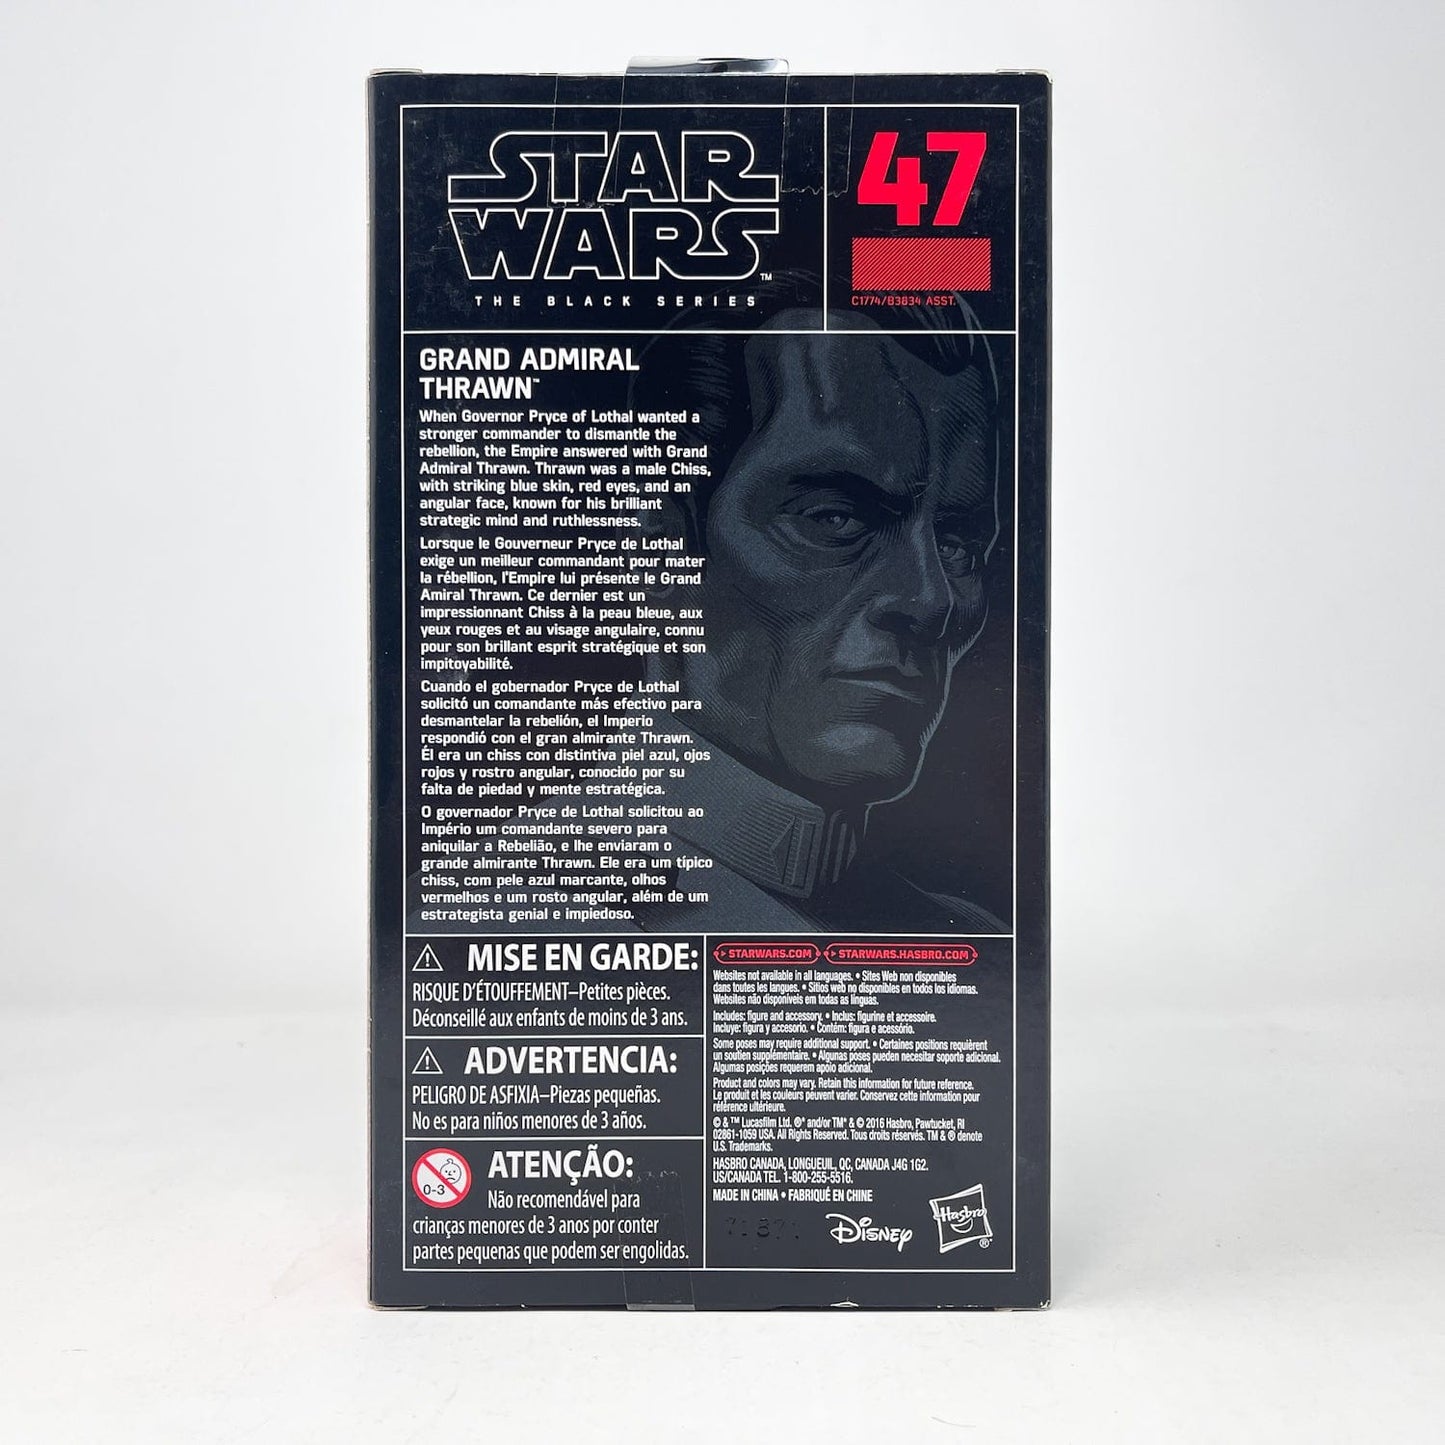 STAR
WARS™
THE BLACK SERIES
47
C1774/B3834 ASST.
GRAND ADMIRAL
THRAWN™
When Governor Pryce of Lothal wanted a
stronger commander to dismantle the
rebellion, the Empire answered with Grand
Admiral Thrawn. Thrawn was a male Chiss,
with striking blue skin, red eyes, and an
angular face, known for his brilliant
strategic mind and ruthlessness.
Lorsque le Gouverneur Pryce de Lothal
exige un meilleur commandant pour mater
la rébellion, l'Empire lui présente le Grand
Amiral Thrawn. Ce dernier est un
impressionnant Chiss à la peau bleue, aux
yeux rouges et au visage angulaire, connu
pour son brillant esprit stratégique et son
impitoyabilité.
Cuando el gobernador Pryce de Lothal
solicitó un comandante más efectivo para
desmantelar la rebelión, el Imperio
respondió con el gran almirante Thrawn.
Él era un chiss con distintiva piel azul, ojos
rojos y rostro angular, conocido por su
falta de piedad y mente estratégica.
O governador Pryce de Lothal solicitou ao
Império um comandante severo para
aniquilar a Rebelião, e lhe enviaram o
grande almirante Thrawn. Ele era um típico
chiss, com pele azul marcante, olhos
vermelhos e um rosto angular, além de um
estrategista genial e impiedoso.
MISE EN GARDE:
RISQUE D'ÉTOUFFEMENT–Petites pièces.
Déconseillé aux enfants de moins de 3 ans.
ADVERTENCIA:
PELIGRO DE ASFIXIA–Piezas pequeñas.
No es para niños menores de 3 años.
0-3
ATENÇÃO:
Não recomendável para
crianças menores de 3 anos por conter
partes pequenas que podem ser engolidas.
STARWARS.COM STARWARS.HASBRO.COM
Websites not available in all languages. • Sites Web non disponibles
dans toutes les langues. • Sitios web no disponibles en todos los idiomas.
Websites não disponíveis em todas as línguas.
Includes: figure and accessory. • Inclus: figurine et accessoire.
Incluye: figura y accesorio. • Contém: figura e acessório.
Some poses may require additional support. • Certaines positions requièrent
un soutien supplémentaire. • Algunas poses pueden necesitar soporte adicional.
Algumas posições requerem apoio adicional.
Product and colors may vary. Retain this information for future reference.
Le produit et les couleurs peuvent varier. Conservez cette information pour
référence ultérieure.
© & ™ Lucasfilm Ltd. ®* and/or TM* & © 2016 Hasbro, Pawtucket, RI
02861-1059 USA. All Rights Reserved. Tous droits réservés. TM & ® denote
U.S. Trademarks.
HASBRO CANADA, LONGUEUIL, QC, CANADA J4G 1G2.
US/CANADA TEL. 1-800-255-5516.
MADE IN CHINA • FABRIQUÉ EN CHINE
71871
Disney
Hasbro®